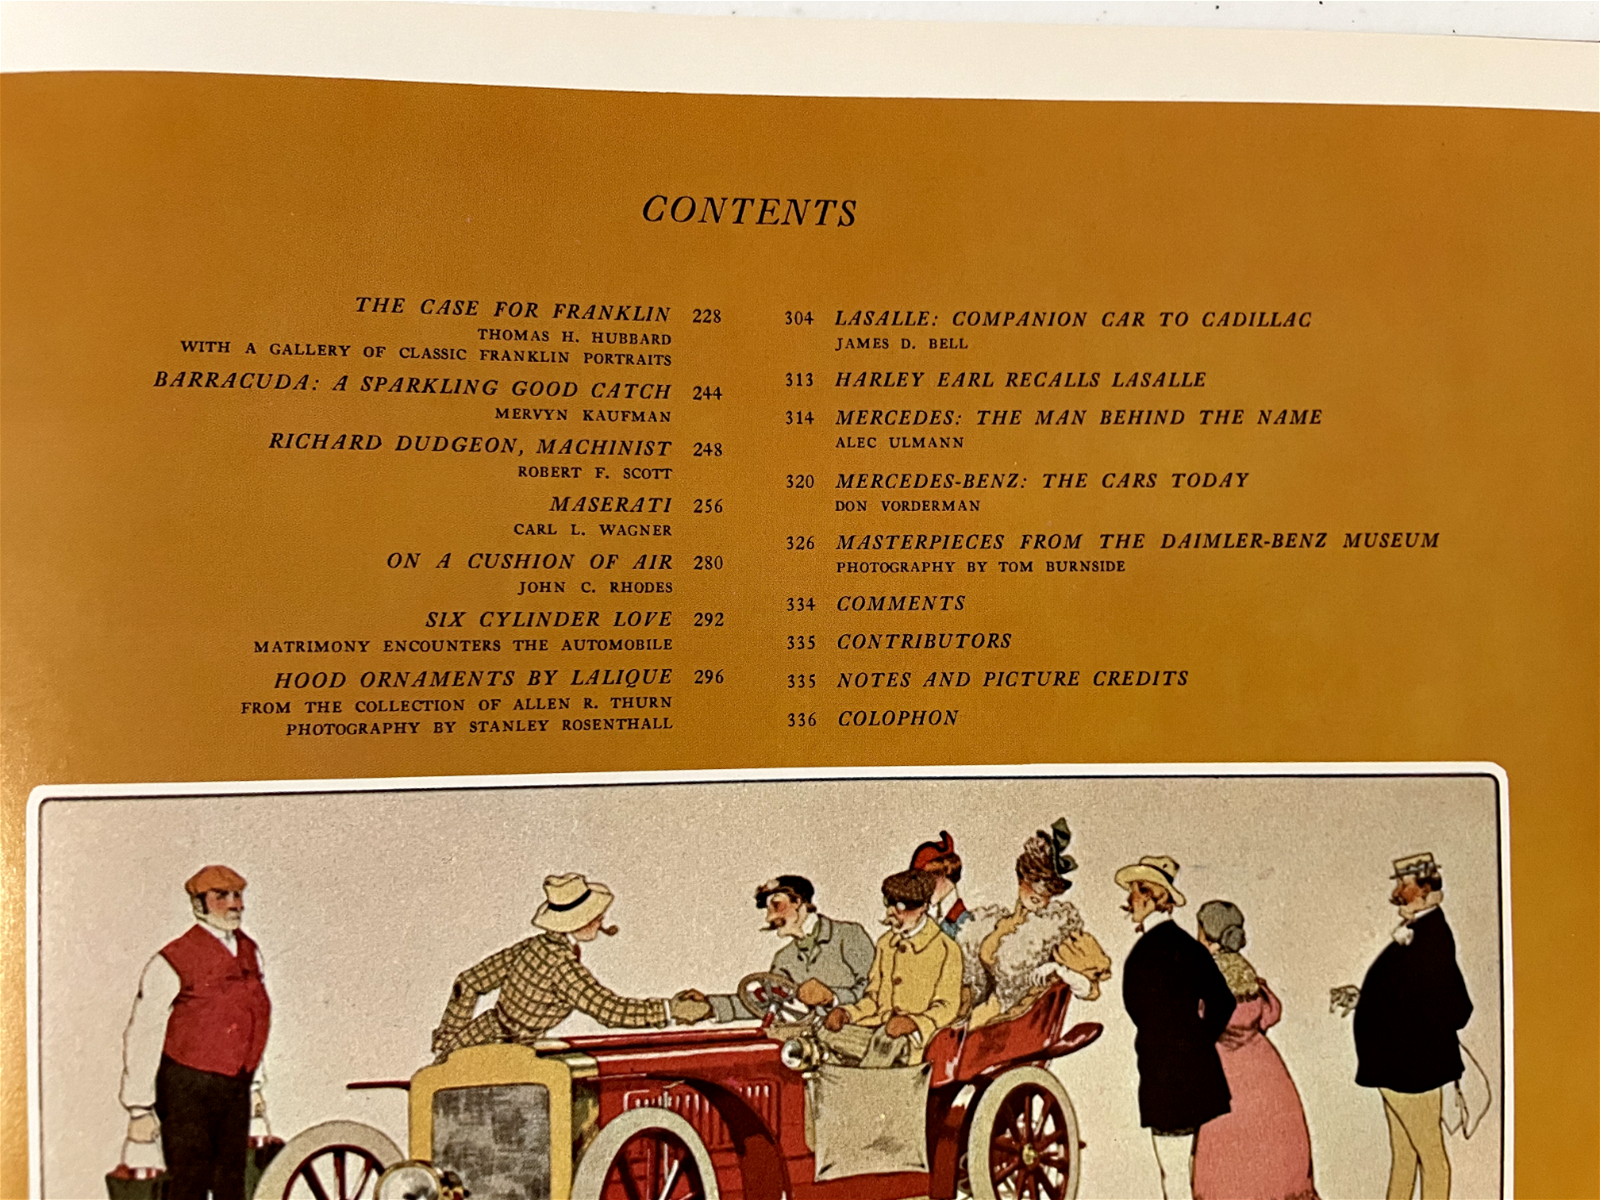 CONTENTS
THE CASE FOR FRANKLIN 228
THOMAS H. HUBBARD
WITH A GALLERY OF CLASSIC FRANKLIN PORTRAITS
BARRACUDA: A SPARKLING GOOD CATCH 244
MERVYN KAUFMAN
RICHARD DUDGEON, MACHINIST 248
ROBERT F. SCOTT
MASERATI 256
CARL L. WAGNER
ON A CUSHION OF AIR 280
JOHN C. RHODES
SIX CYLINDER LOVE 292
MATRIMONY ENCOUNTERS THE AUTOMOBILE
HOOD ORNAMENTS BY LALIQUE 296
FROM THE COLLECTION OF ALLEN R. THURN
PHOTOGRAPHY BY STANLEY ROSENTHALL
304 LASALLE: COMPANION CAR TO CADILLAC
JAMES D. BELL
313 HARLEY EARL RECALLS LASALLE
314 MERCEDES: THE MAN BEHIND THE NAME
ALEC ULMANN
320 MERCEDES-BENZ: THE CARS TODAY
DON VORDERMAN
326 MASTERPIECES FROM THE DAIMLER-BENZ MUSEUM
PHOTOGRAPHY BY TOM BURNSIDE
334 COMMENTS
335 CONTRIBUTORS
335 NOTES AND PICTURE CREDITS
336 COLOPHON